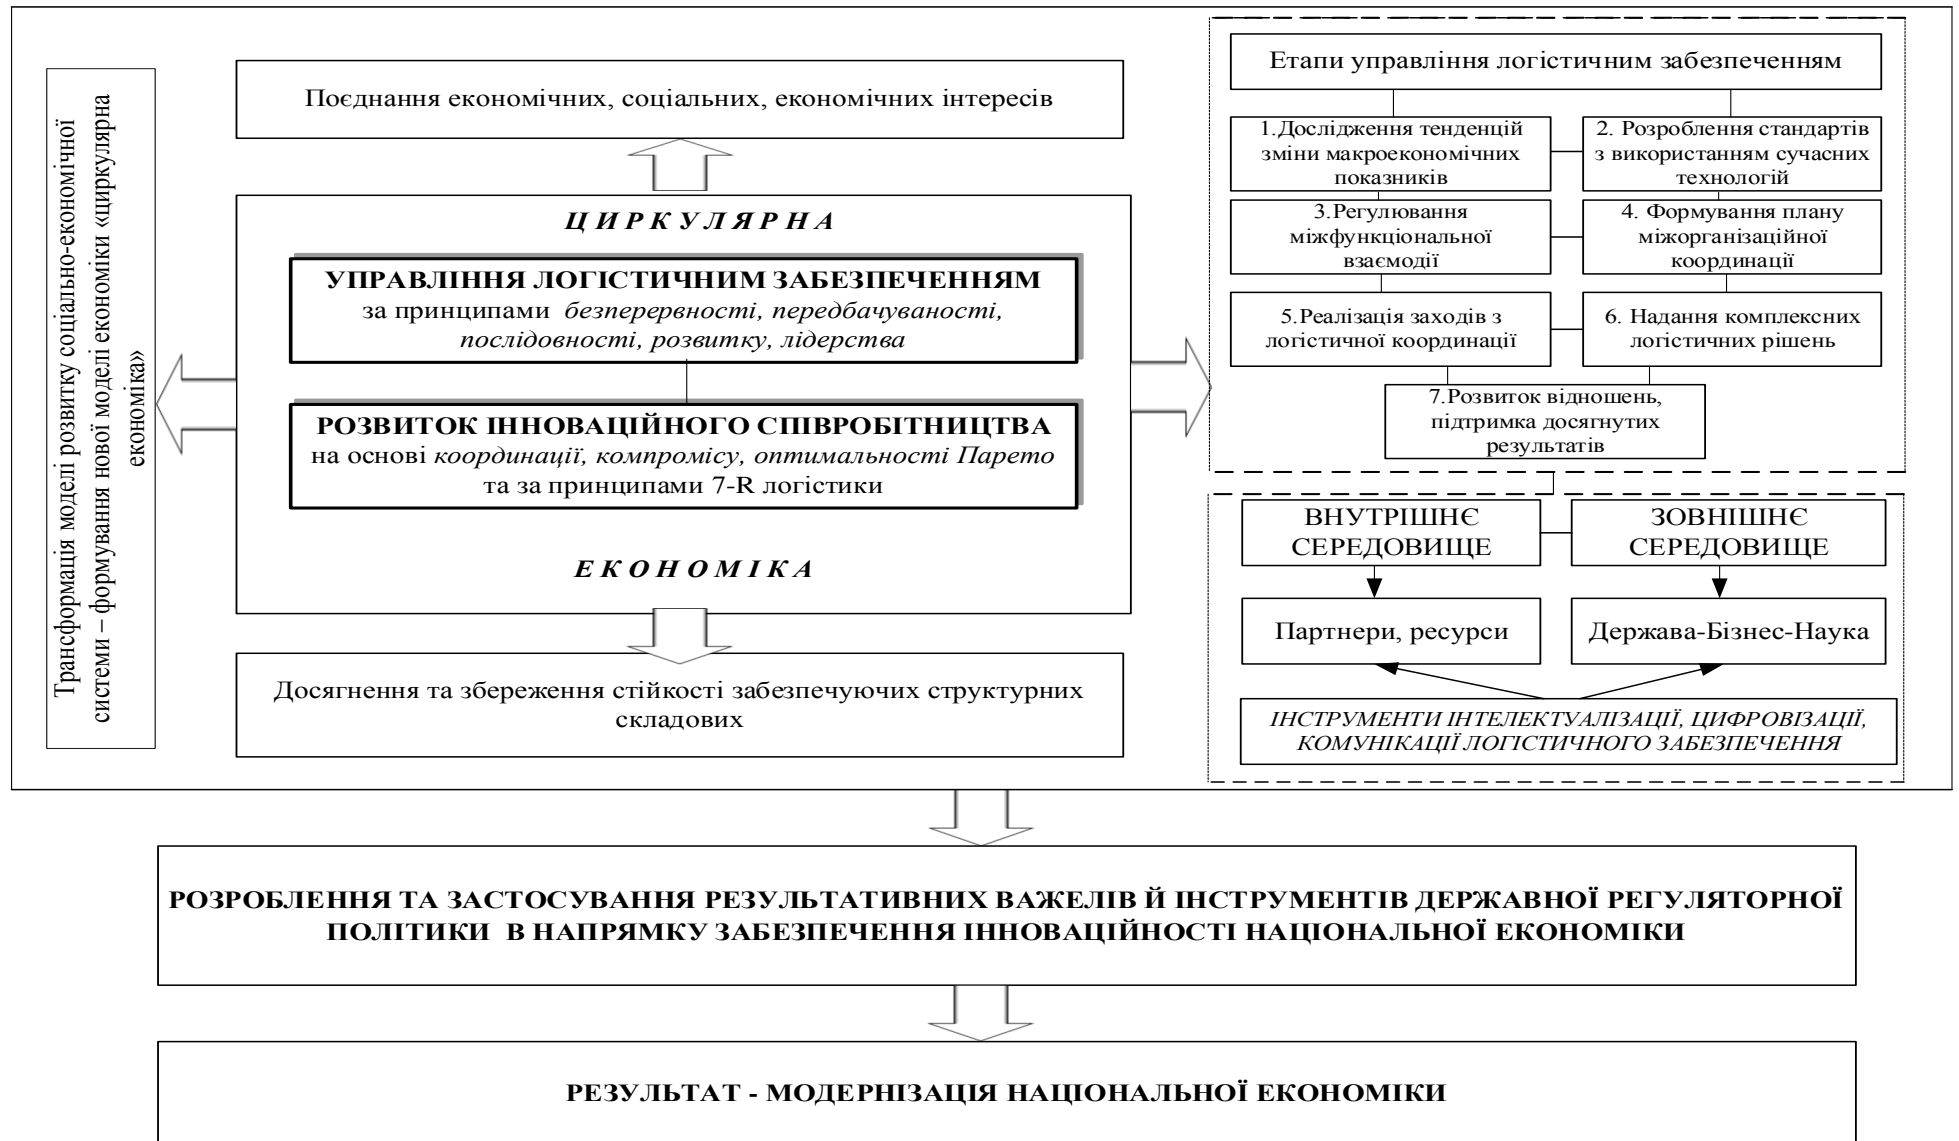 Трансформація моделі розвитку соціально-економічної
системи – формування нової моделі економіки «циркулярна
економіка»
Поєднання економічних, соціальних, економічних інтересів
Ц И Р К У Л Я Р Н А
УПРАВЛІННЯ ЛОГІСТИЧНИМ ЗАБЕЗПЕЧЕННЯМ
за принципами безперервності, передбачуваності,
послідовності, розвитку, лідерства
РОЗВИТОК ІННОВАЦІЙНОГО СПІВРОБІТНИЦТВА
на основі координації, компромісу, оптимальності Парето
та за принципами 7-R логістики
Е К О Н О М І К А
Досягнення та збереження стійкості забезпечуючих структурних
складових
Етапи управління логістичним забезпеченням
1.Дослідження тенденцій
зміни макроекономічних
показників
2. Розроблення стандартів
з використанням сучасних
технологій
3.Регулювання
міжфункціональної
взаємодії
4. Формування плану
міжорганізаційної
координації
5.Реалізація заходів з
логістичної координації
6. Надання комплексних
логістичних рішень
7.Розвиток відношень,
підтримка досягнутих
результатів
ВНУТРІШНЄ
СЕРЕДОВИЩЕ
ЗОВНІШНЄ
СЕРЕДОВИЩЕ
Партнери, ресурси
Держава-Бізнес-Наука
ІНСТРУМЕНТИ ІНТЕЛЕКТУАЛІЗАЦІЇ, ЦИФРОВІЗАЦІЇ,
КОМУНІКАЦІЇ ЛОГІСТИЧНОГО ЗАБЕЗПЕЧЕННЯ
РОЗРОБЛЕННЯ ТА ЗАСТОСУВАННЯ РЕЗУЛЬТАТИВНИХ ВАЖЕЛІВ Й ІНСТРУМЕНТІВ ДЕРЖАВНОЇ РЕГУЛЯТОРНОЇ
ПОЛІТИКИ В НАПРЯМКУ ЗАБЕЗПЕЧЕННЯ ІННОВАЦІЙНОСТІ НАЦІОНАЛЬНОЇ ЕКОНОМІКИ
РЕЗУЛЬТАТ - МОДЕРНІЗАЦІЯ НАЦІОНАЛЬНОЇ ЕКОНОМІКИ